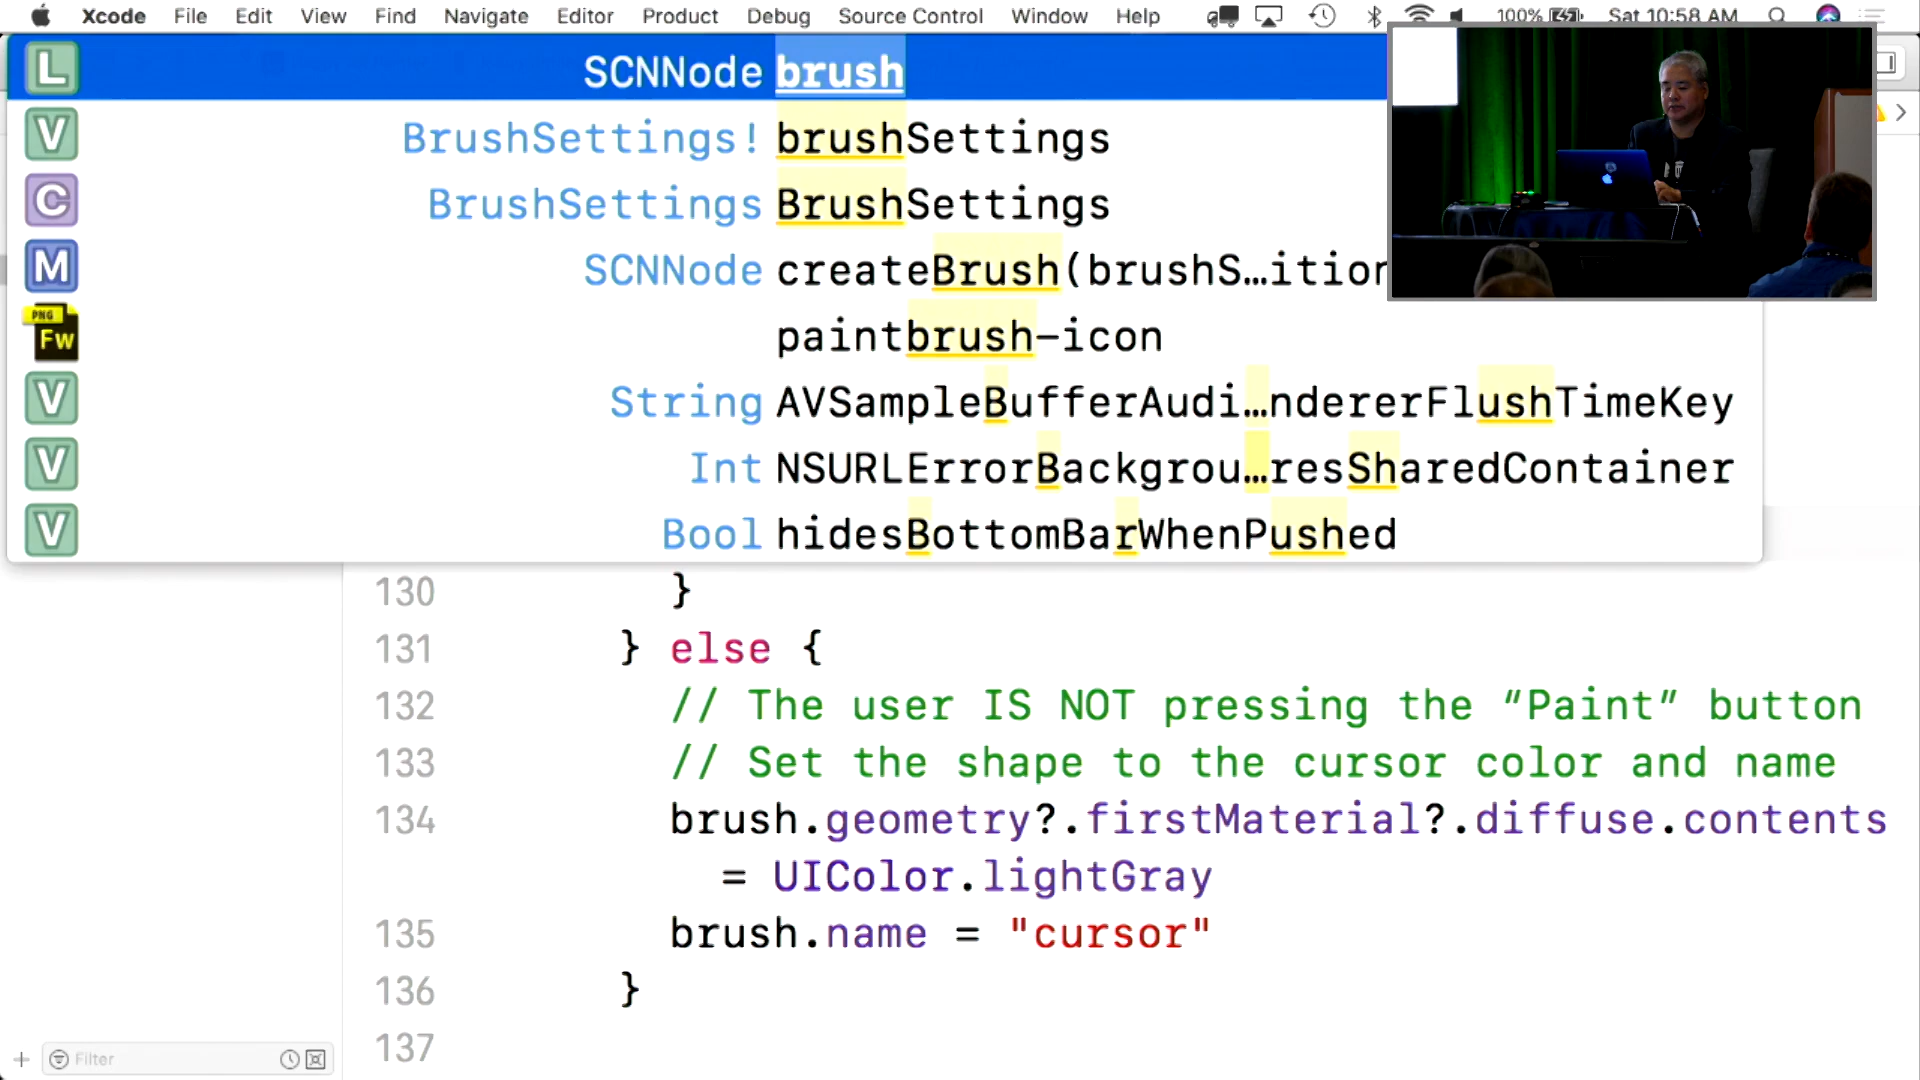 Xcode File Edit View Find Navigate Editor Product Debug Source Control Window Help 100% Sat 10:58 AM
L SCNNode brush
V BrushSettings! brushSettings
C BrushSettings BrushSettings
M SCNNode createBrush(brushS…ition
PNG Fw paintbrush-icon
V String AVSampleBufferAudi…ndererFlushTimeKey
V Int NSURLErrorBackgrou…resSharedContainer
V Bool hidesBottomBarWhenPushed
130 }
131 } else {
132 // The user IS NOT pressing the “Paint” button
133 // Set the shape to the cursor color and name
134 brush.geometry?.firstMaterial?.diffuse.contents
= UIColor.lightGray
135 brush.name = "cursor"
136 }
137
Filter